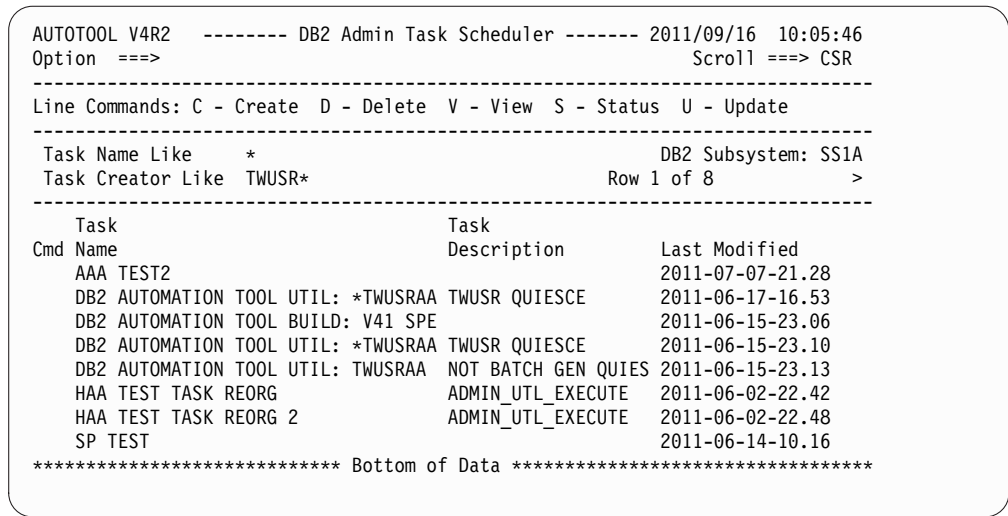 AUTOTOOL V4R2   -------- DB2 Admin Task Scheduler ------- 2011/09/16  10:05:46
Option  ===>                                                  Scroll ===> CSR
-------------------------------------------------------------------------------
Line Commands: C - Create  D - Delete  V - View  S - Status  U - Update
-------------------------------------------------------------------------------
 Task Name Like     *                                      DB2 Subsystem: SS1A
 Task Creator Like  TWUSR*                            Row 1 of 8             >
-------------------------------------------------------------------------------
    Task                               Task
Cmd Name                               Description         Last Modified
    AAA TEST2                                              2011-07-07-21.28
    DB2 AUTOMATION TOOL UTIL: *TWUSRAA TWUSR QUIESCE       2011-06-17-16.53
    DB2 AUTOMATION TOOL BUILD: V41 SPE                     2011-06-15-23.06
    DB2 AUTOMATION TOOL UTIL: *TWUSRAA TWUSR QUIESCE       2011-06-15-23.10
    DB2 AUTOMATION TOOL UTIL: TWUSRAA  NOT BATCH GEN QUIES 2011-06-15-23.13
    HAA TEST TASK REORG                ADMIN_UTL_EXECUTE   2011-06-02-22.42
    HAA TEST TASK REORG 2              ADMIN_UTL_EXECUTE   2011-06-02-22.48
    SP TEST                                                2011-06-14-10.16
***************************** Bottom of Data **********************************